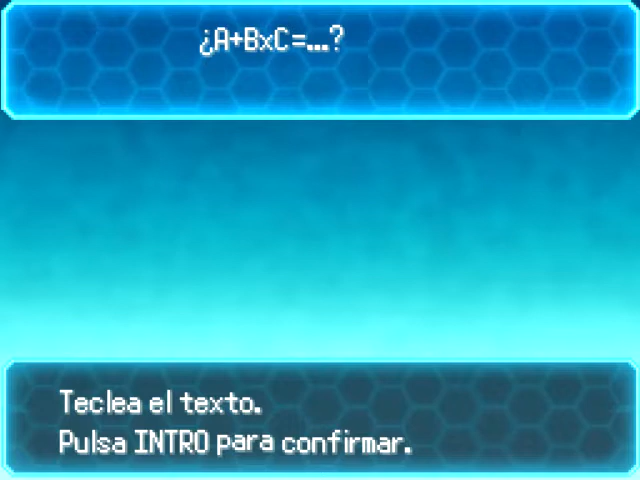 ¿A+BxC=...?
Teclea el texto.
Pulsa INTRO para confirmar.